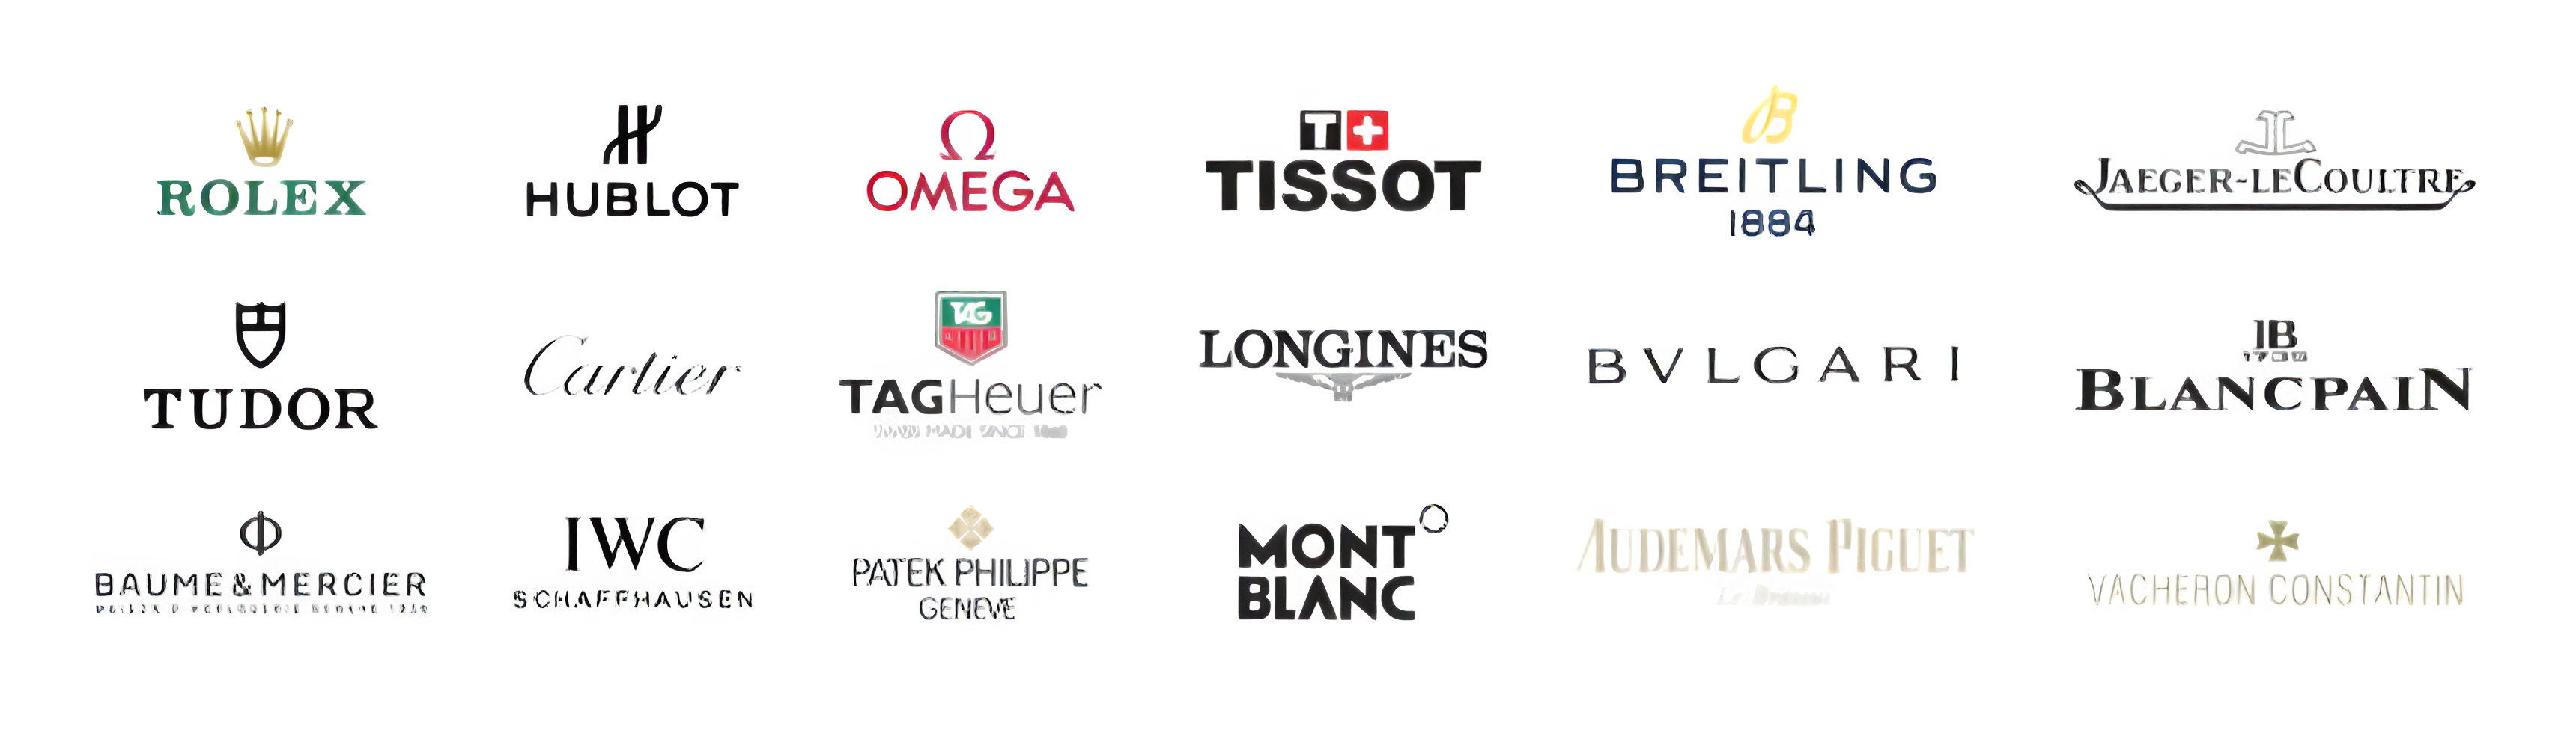 ROLEX
HUBLOT
OMEGA
T+
TISSOT
B
BREITLING
1884
JL
JAEGER-LECOULTRE
TUDOR
Cartier
TAG
TAGHeuer
LONGINES
BVLGARI
JB
BLANCPAIN
BAUME & MERCIER
IWC
SCHAFFHAUSEN
PATEK PHILIPPE
GENEVE
MONT
BLANC
AUDEMARS PIGUET
VACHERON CONSTANTIN